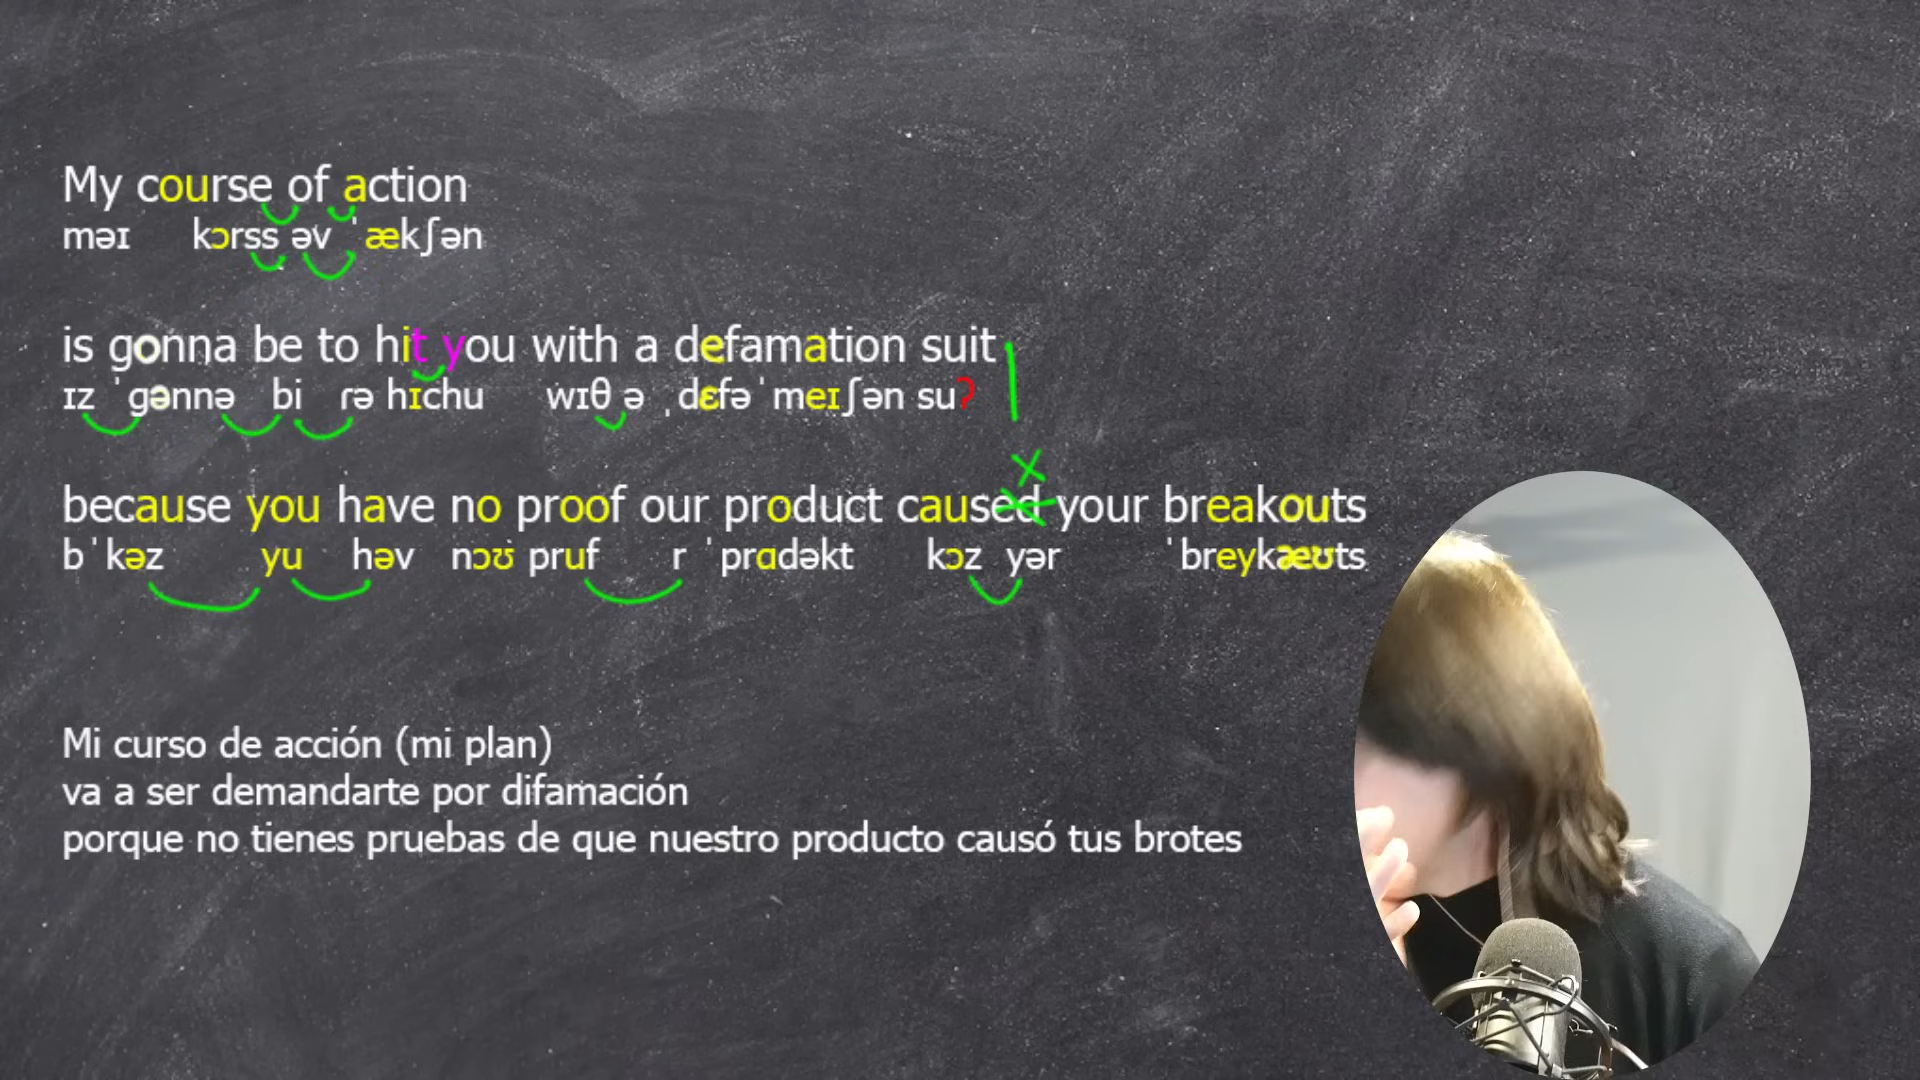 My course of action
məɪ kɔrss əv ˈækʃən
is gonna be to hit you with a defamation suit
ɪz ˈgənnə bi rə hɪchu wɪθ ə ˌdɛfəˈmeɪʃən suʔ
because you have no proof our product caused your breakouts
bˈkəz yu həv nɔʊ pruf r ˈprɑdəkt kɔz yər ˈbreykæʊts
Mi curso de acción (mi plan)
va a ser demandarte por difamación
porque no tienes pruebas de que nuestro producto causó tus brotes